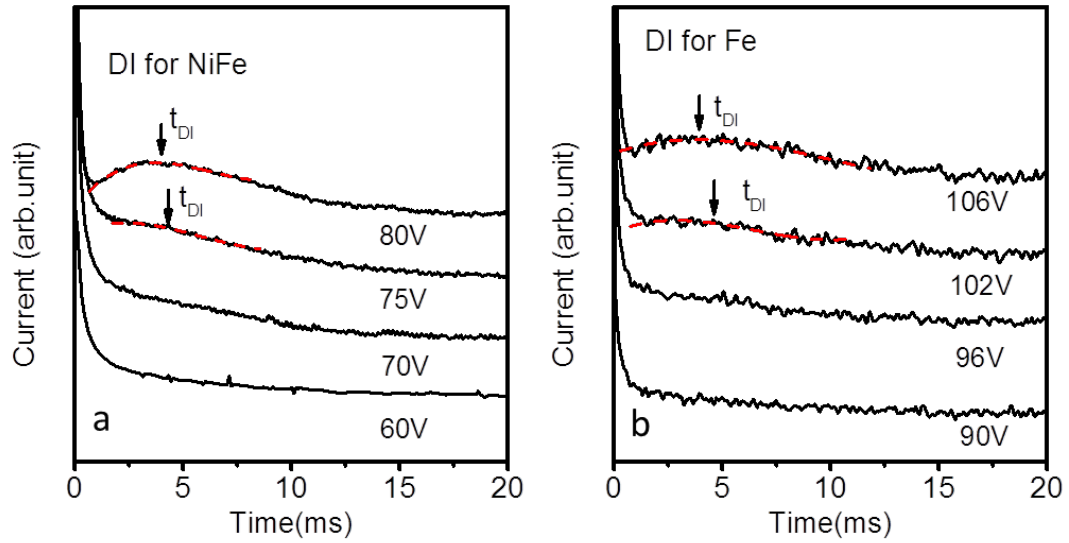 DI for NiFe
t_DI
t_DI
80V
75V
70V
60V
a
0 5 10 15 20
Time(ms)
Current (arb.unit)
DI for Fe
t_DI
t_DI
106V
102V
96V
90V
b
0 5 10 15 20
Time(ms)
Current (arb.unit)